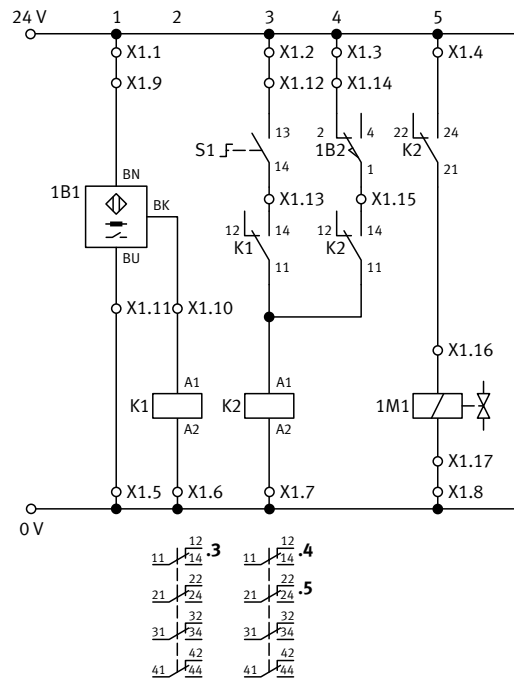 24 V 1 2 3 4 5
X1.1 X1.2 X1.3 X1.4
X1.9 X1.12 X1.14
13 2 4 22 24
S1 1B2 K2
14 1 21
BN X1.13 X1.15
1B1 BK
12 14 12 14
K1 K2
BU 11 11
X1.11 X1.10
X1.16
A1 A1
K1 K2 1M1
A2 A2
X1.17
X1.5 X1.6 X1.7 X1.8
0 V
12 .3 12 .4
11 14 11 14
22 22 .5
21 24 21 24
32 32
31 34 31 34
42 42
41 44 41 44